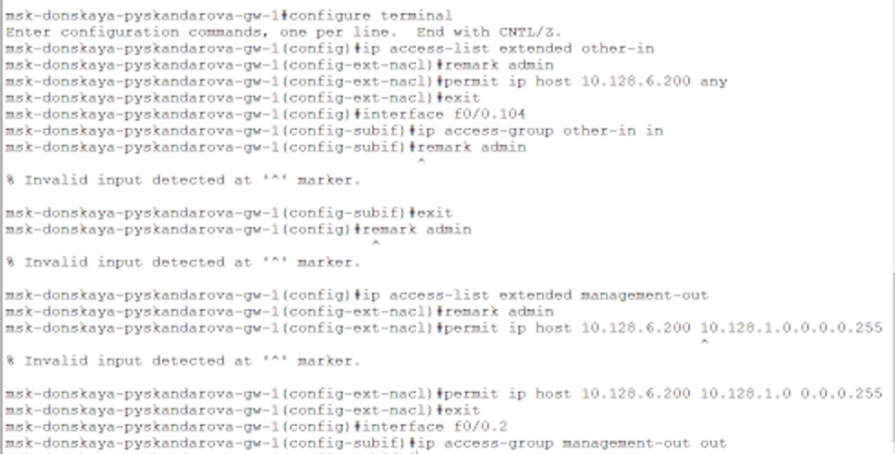 msk-donskaya-pyskandarova-gw-1#configure terminal
Enter configuration commands, one per line.  End with CNTL/Z.
msk-donskaya-pyskandarova-gw-1(config)#ip access-list extended other-in
msk-donskaya-pyskandarova-gw-1(config-ext-nacl)#remark admin
msk-donskaya-pyskandarova-gw-1(config-ext-nacl)#permit ip host 10.128.6.200 any
msk-donskaya-pyskandarova-gw-1(config-ext-nacl)#exit
msk-donskaya-pyskandarova-gw-1(config)#interface f0/0.104
msk-donskaya-pyskandarova-gw-1(config-subif)#ip access-group other-in in
msk-donskaya-pyskandarova-gw-1(config-subif)#remark admin
^
% Invalid input detected at '^' marker.
msk-donskaya-pyskandarova-gw-1(config-subif)#exit
msk-donskaya-pyskandarova-gw-1(config)#remark admin
^
% Invalid input detected at '^' marker.
msk-donskaya-pyskandarova-gw-1(config)#ip access-list extended management-out
msk-donskaya-pyskandarova-gw-1(config-ext-nacl)#remark admin
msk-donskaya-pyskandarova-gw-1(config-ext-nacl)#permit ip host 10.128.6.200 10.128.1.0.0.0.0.255
^
% Invalid input detected at '^' marker.
msk-donskaya-pyskandarova-gw-1(config-ext-nacl)#permit ip host 10.128.6.200 10.128.1.0 0.0.0.255
msk-donskaya-pyskandarova-gw-1(config-ext-nacl)#exit
msk-donskaya-pyskandarova-gw-1(config)#interface f0/0.2
msk-donskaya-pyskandarova-gw-1(config-subif)#ip access-group management-out out